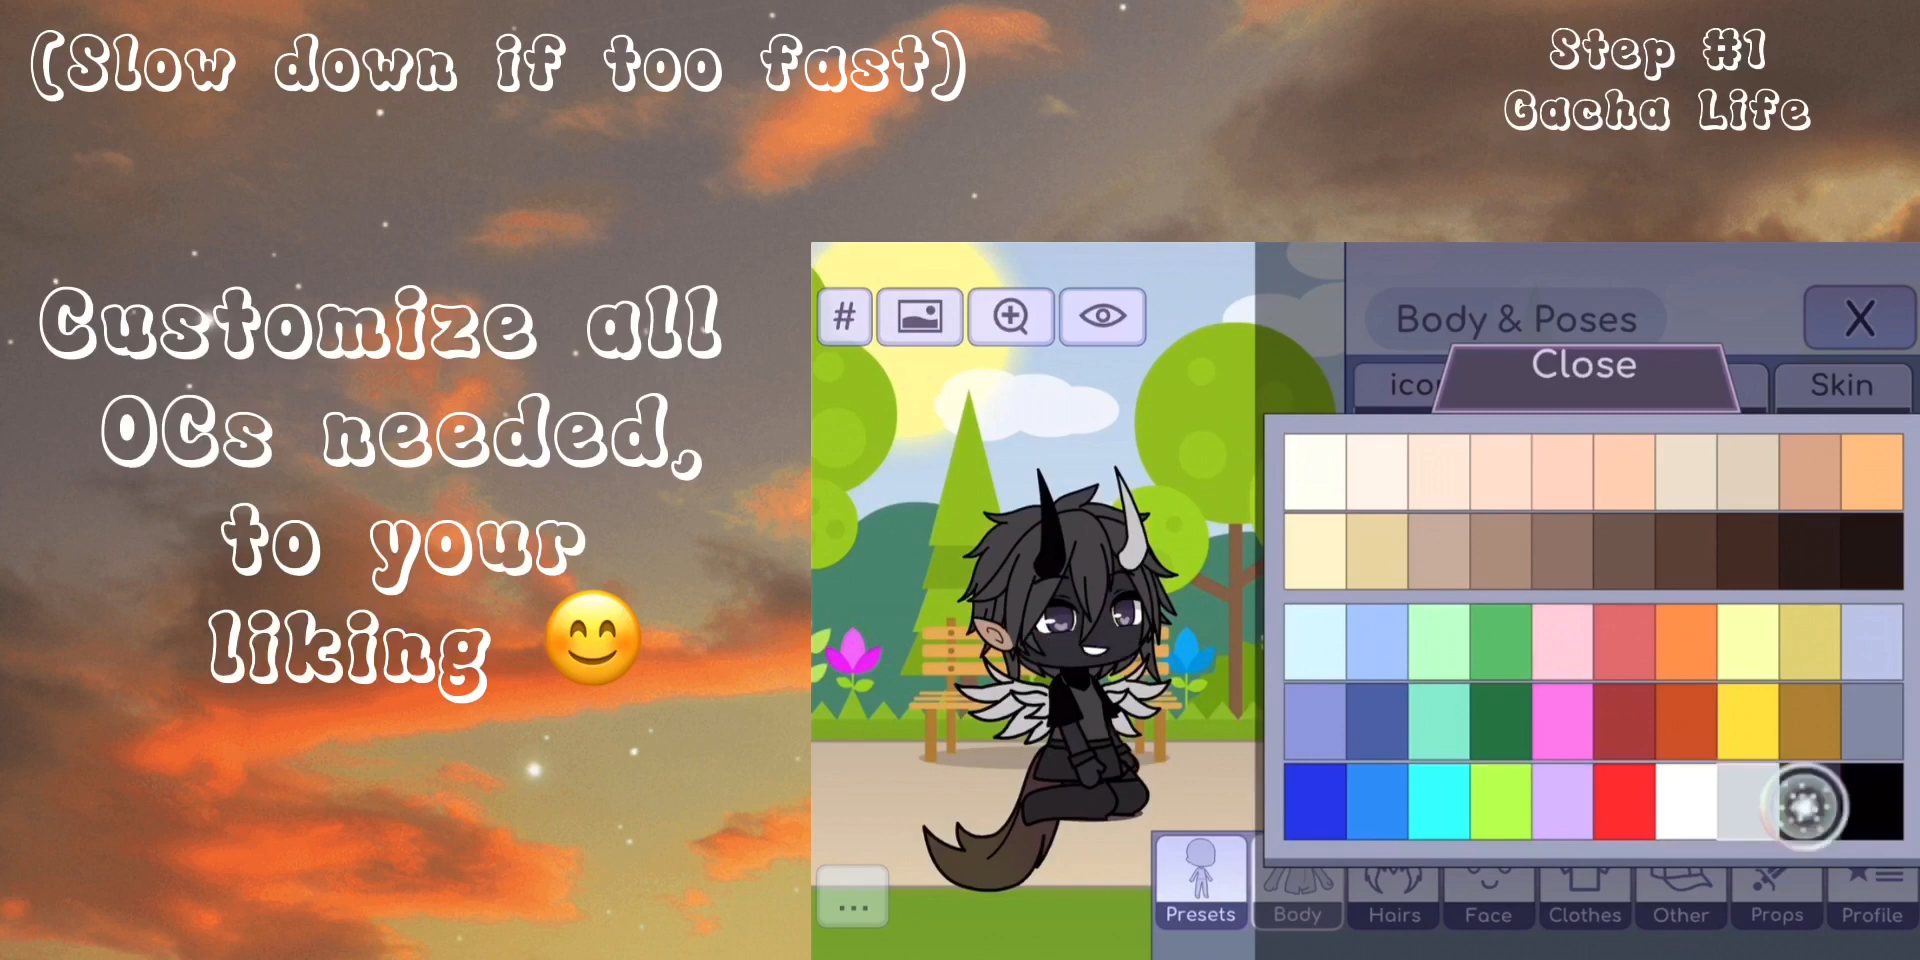 (Slow down if too fast)
Step #1
Gacha Life
Customize all
OCs needed,
to your
liking 😊
#
Body & Poses
X
Close
Skin
...
Presets
Body
Hairs
Face
Clothes
Other
Props
Profile